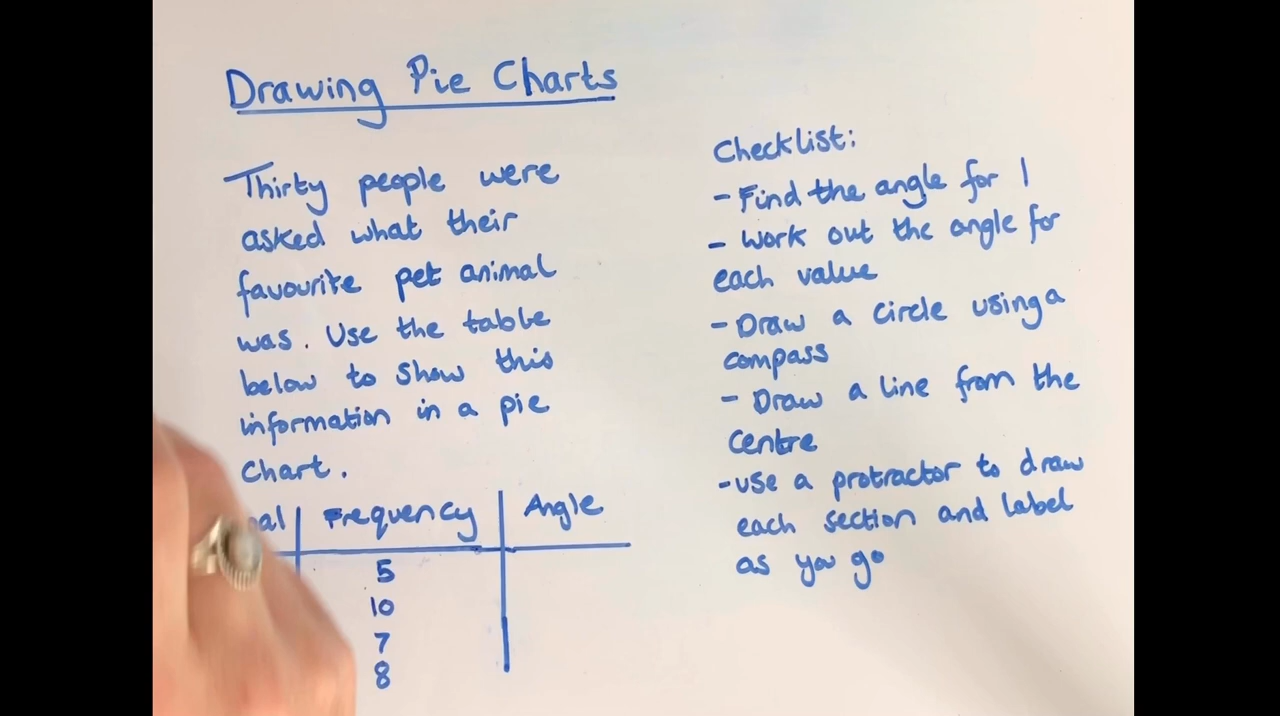 Drawing Pie Charts
Thirty people were
asked what their
favourite pet animal
was. Use the table
below to show this
information in a pie
chart.
Frequency Angle
5
10
7
8
Checklist:
- Find the angle for 1
- Work out the angle for
each value
- Draw a circle using a
compass
- Draw a line from the
centre
- use a protractor to draw
each section and label
as you go